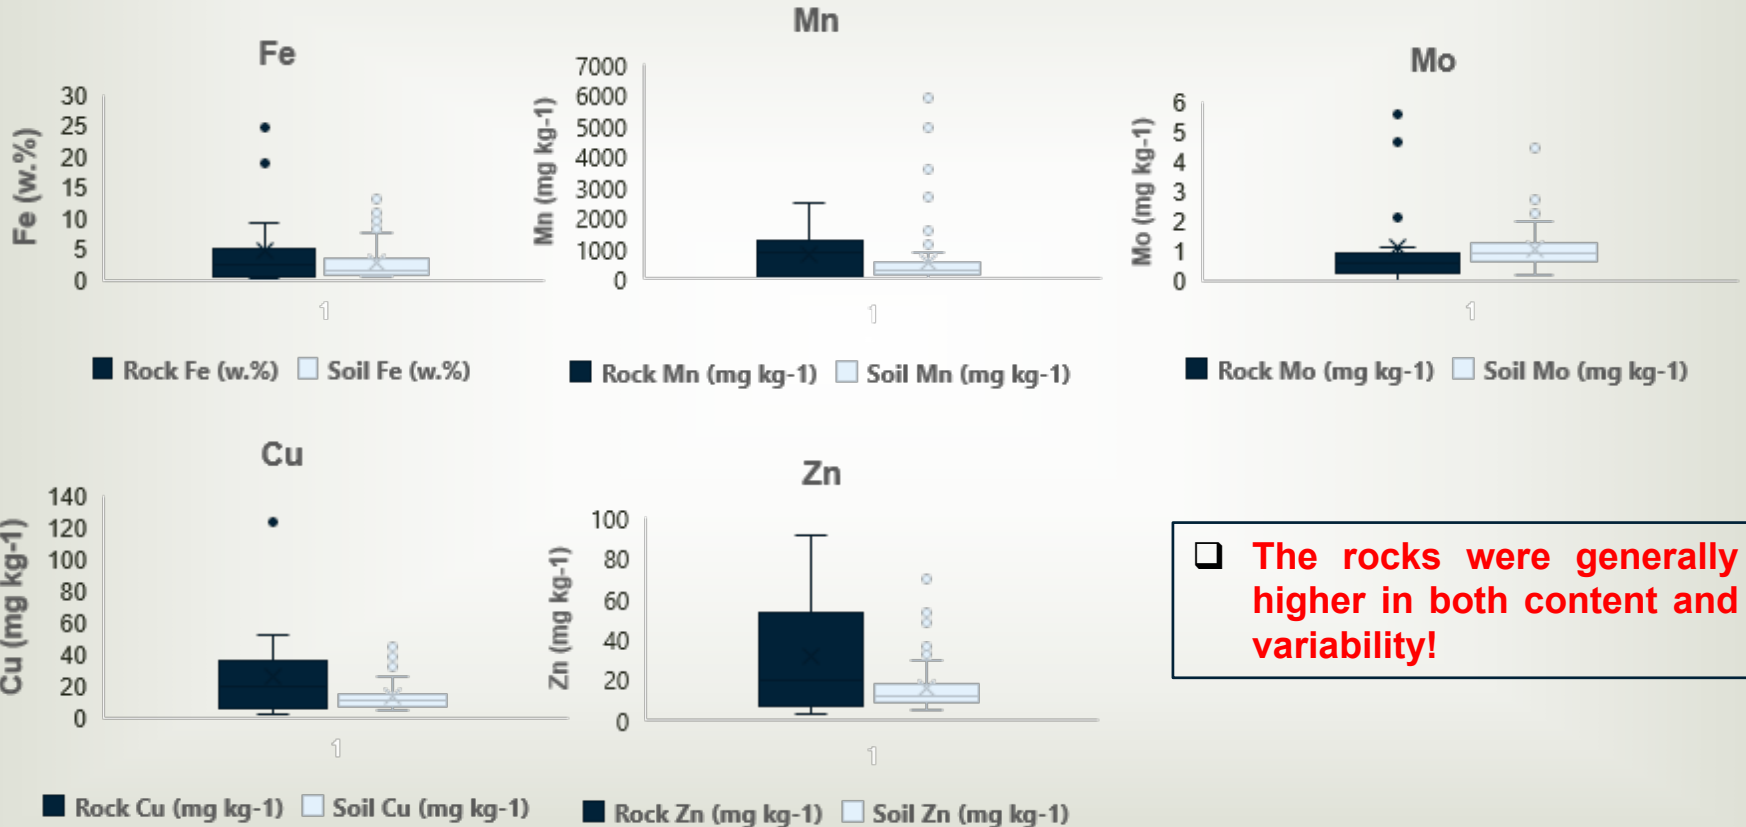 Fe
Fe (w.%)
30
25
20
15
10
5
0
1
Rock Fe (w.%) Soil Fe (w.%)
Mn
Mn (mg kg-1)
7000
6000
5000
4000
3000
2000
1000
0
1
Rock Mn (mg kg-1) Soil Mn (mg kg-1)
Mo
Mo (mg kg-1)
6
5
4
3
2
1
0
1
Rock Mo (mg kg-1) Soil Mo (mg kg-1)
Cu
Cu (mg kg-1)
140
120
100
80
60
40
20
0
1
Rock Cu (mg kg-1) Soil Cu (mg kg-1)
Zn
Zn (mg kg-1)
100
80
60
40
20
0
1
Rock Zn (mg kg-1) Soil Zn (mg kg-1)
The rocks were generally
higher in both content and
variability!